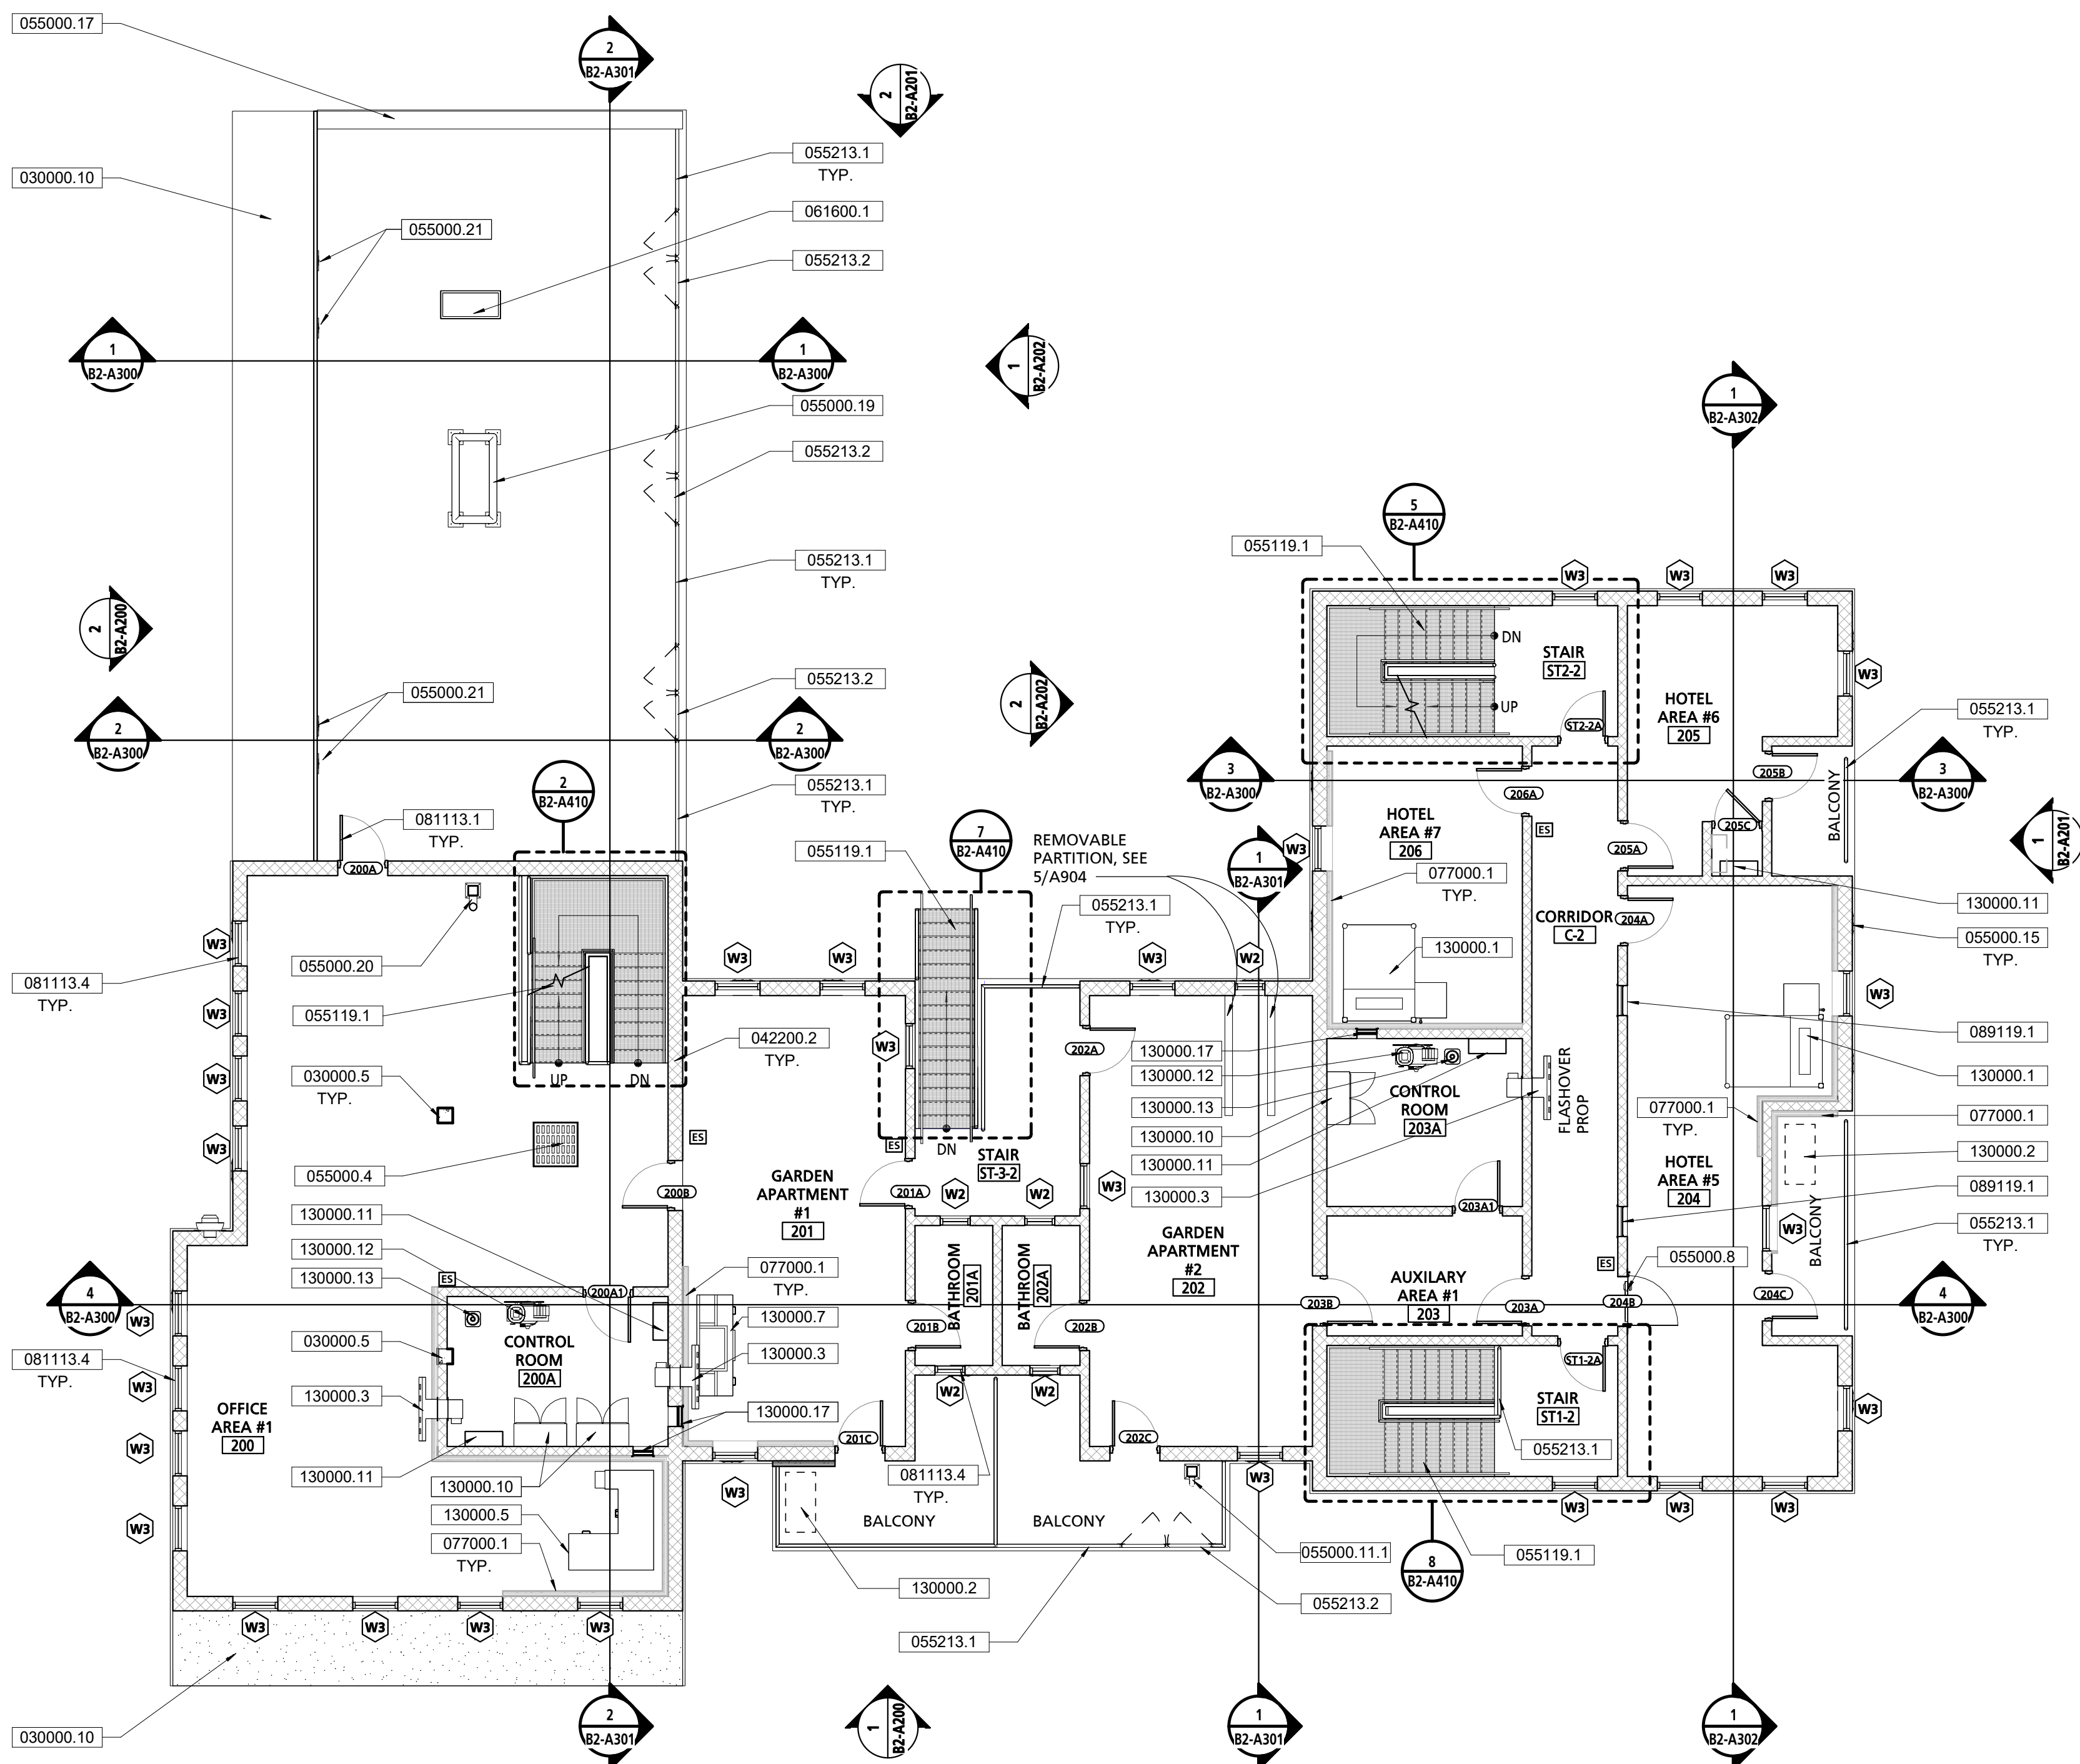 055000.17
2
B2-A301
2
B2-A201
055213.1
TYP.
030000.10
061600.1
055000.21
055213.2
1
B2-A300
1
B2-A300
1
B2-A202
055000.19
1
B2-A302
055213.2
5
B2-A410
055119.1
055213.1
TYP.
W3
W3
W3
2
B2-A200
DN
STAIR
ST2-2
W3
055213.2
055000.21
2
B2-A202
HOTEL
AREA #6
205
UP
055213.1
TYP.
ST2-2A
2
B2-A300
2
B2-A300
3
B2-A300
3
B2-A300
055213.1
TYP.
2
B2-A410
205B
206A
BALCONY
081113.1
TYP.
HOTEL
AREA #7
206
ES
205C
7
B2-A410
REMOVABLE
PARTITION, SEE
5/A904
055119.1
W3
205A
1
B2-A201
1
B2-A301
200A
077000.1
TYP.
055213.1
TYP.
130000.11
CORRIDOR
C-2
204A
W3
055000.15
TYP.
130000.1
055000.20
W3
W3
W3
W2
081113.4
TYP.
W3
W3
055119.1
089119.1
042200.2
TYP.
W3
202A
130000.17
130000.12
130000.1
W3
UP
DN
030000.5
TYP.
CONTROL
ROOM
203A
130000.13
FLASHOVER
PROP
077000.1
TYP.
077000.1
130000.10
ES
ES
DN
W3
STAIR
ST-3-2
130000.11
130000.2
055000.4
GARDEN
APARTMENT
#1
201
HOTEL
AREA #5
204
W3
200B
201A
W2
W2
130000.3
089119.1
130000.11
203A1
055213.1
TYP.
W3
BALCONY
GARDEN
APARTMENT
#2
202
130000.12
055000.8
ES
077000.1
TYP.
130000.13
ES
BATHROOM
201A
BATHROOM
202A
AUXILARY
AREA #1
203
200A1
204C
4
B2-A300
4
B2-A300
203B
203A
204B
W3
130000.7
201B
202B
030000.5
CONTROL
ROOM
200A
130000.3
081113.4
TYP.
ST1-2A
W3
W2
W2
130000.3
STAIR
ST1-2
W3
OFFICE
AREA #1
200
130000.17
201C
202C
W3
055213.1
130000.11
081113.4
TYP.
W3
130000.10
W3
W3
W3
W3
130000.5
W3
BALCONY
BALCONY
077000.1
TYP.
055000.11.1
055119.1
8
B2-A410
130000.2
055213.2
W3
W3
W3
W3
055213.1
030000.10
2
B2-A301
1
B2-A200
1
B2-A301
1
B2-A302